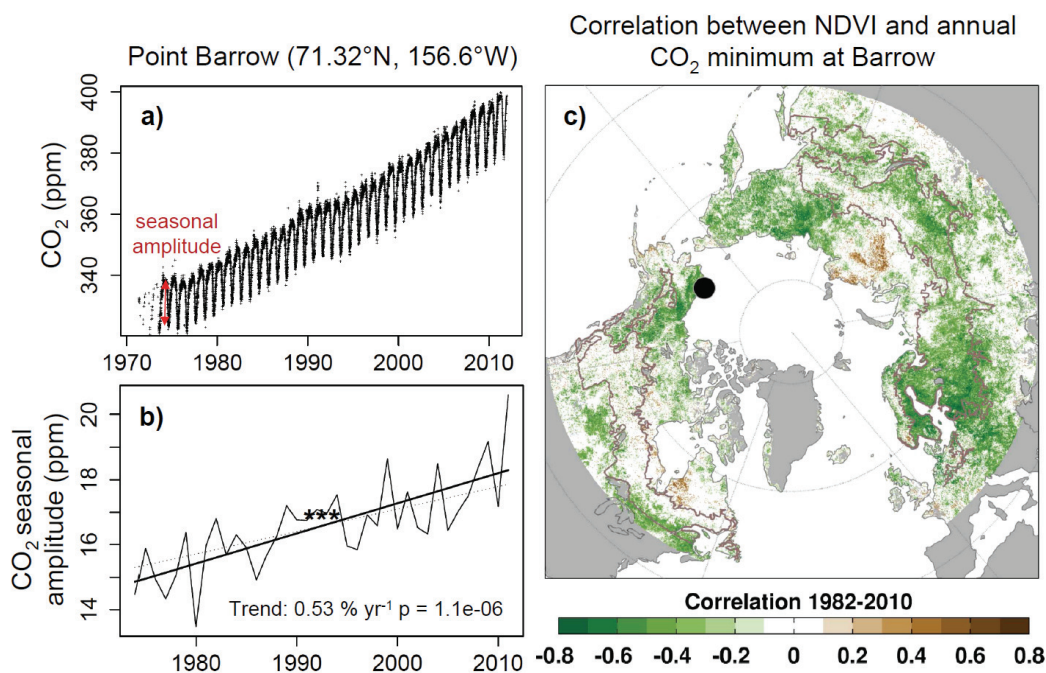 Point Barrow (71.32°N, 156.6°W)
a)
CO₂ (ppm)
400
380
360
340
seasonal
amplitude
1970
1980
1990
2000
2010
b)
CO₂ seasonal
amplitude (ppm)
20
18
16
14
***
Trend: 0.53 % yr⁻¹ p = 1.1e-06
1980
1990
2000
2010
Correlation between NDVI and annual
CO₂ minimum at Barrow
c)
Correlation 1982-2010
-0.8 -0.6 -0.4 -0.2 0 0.2 0.4 0.6 0.8